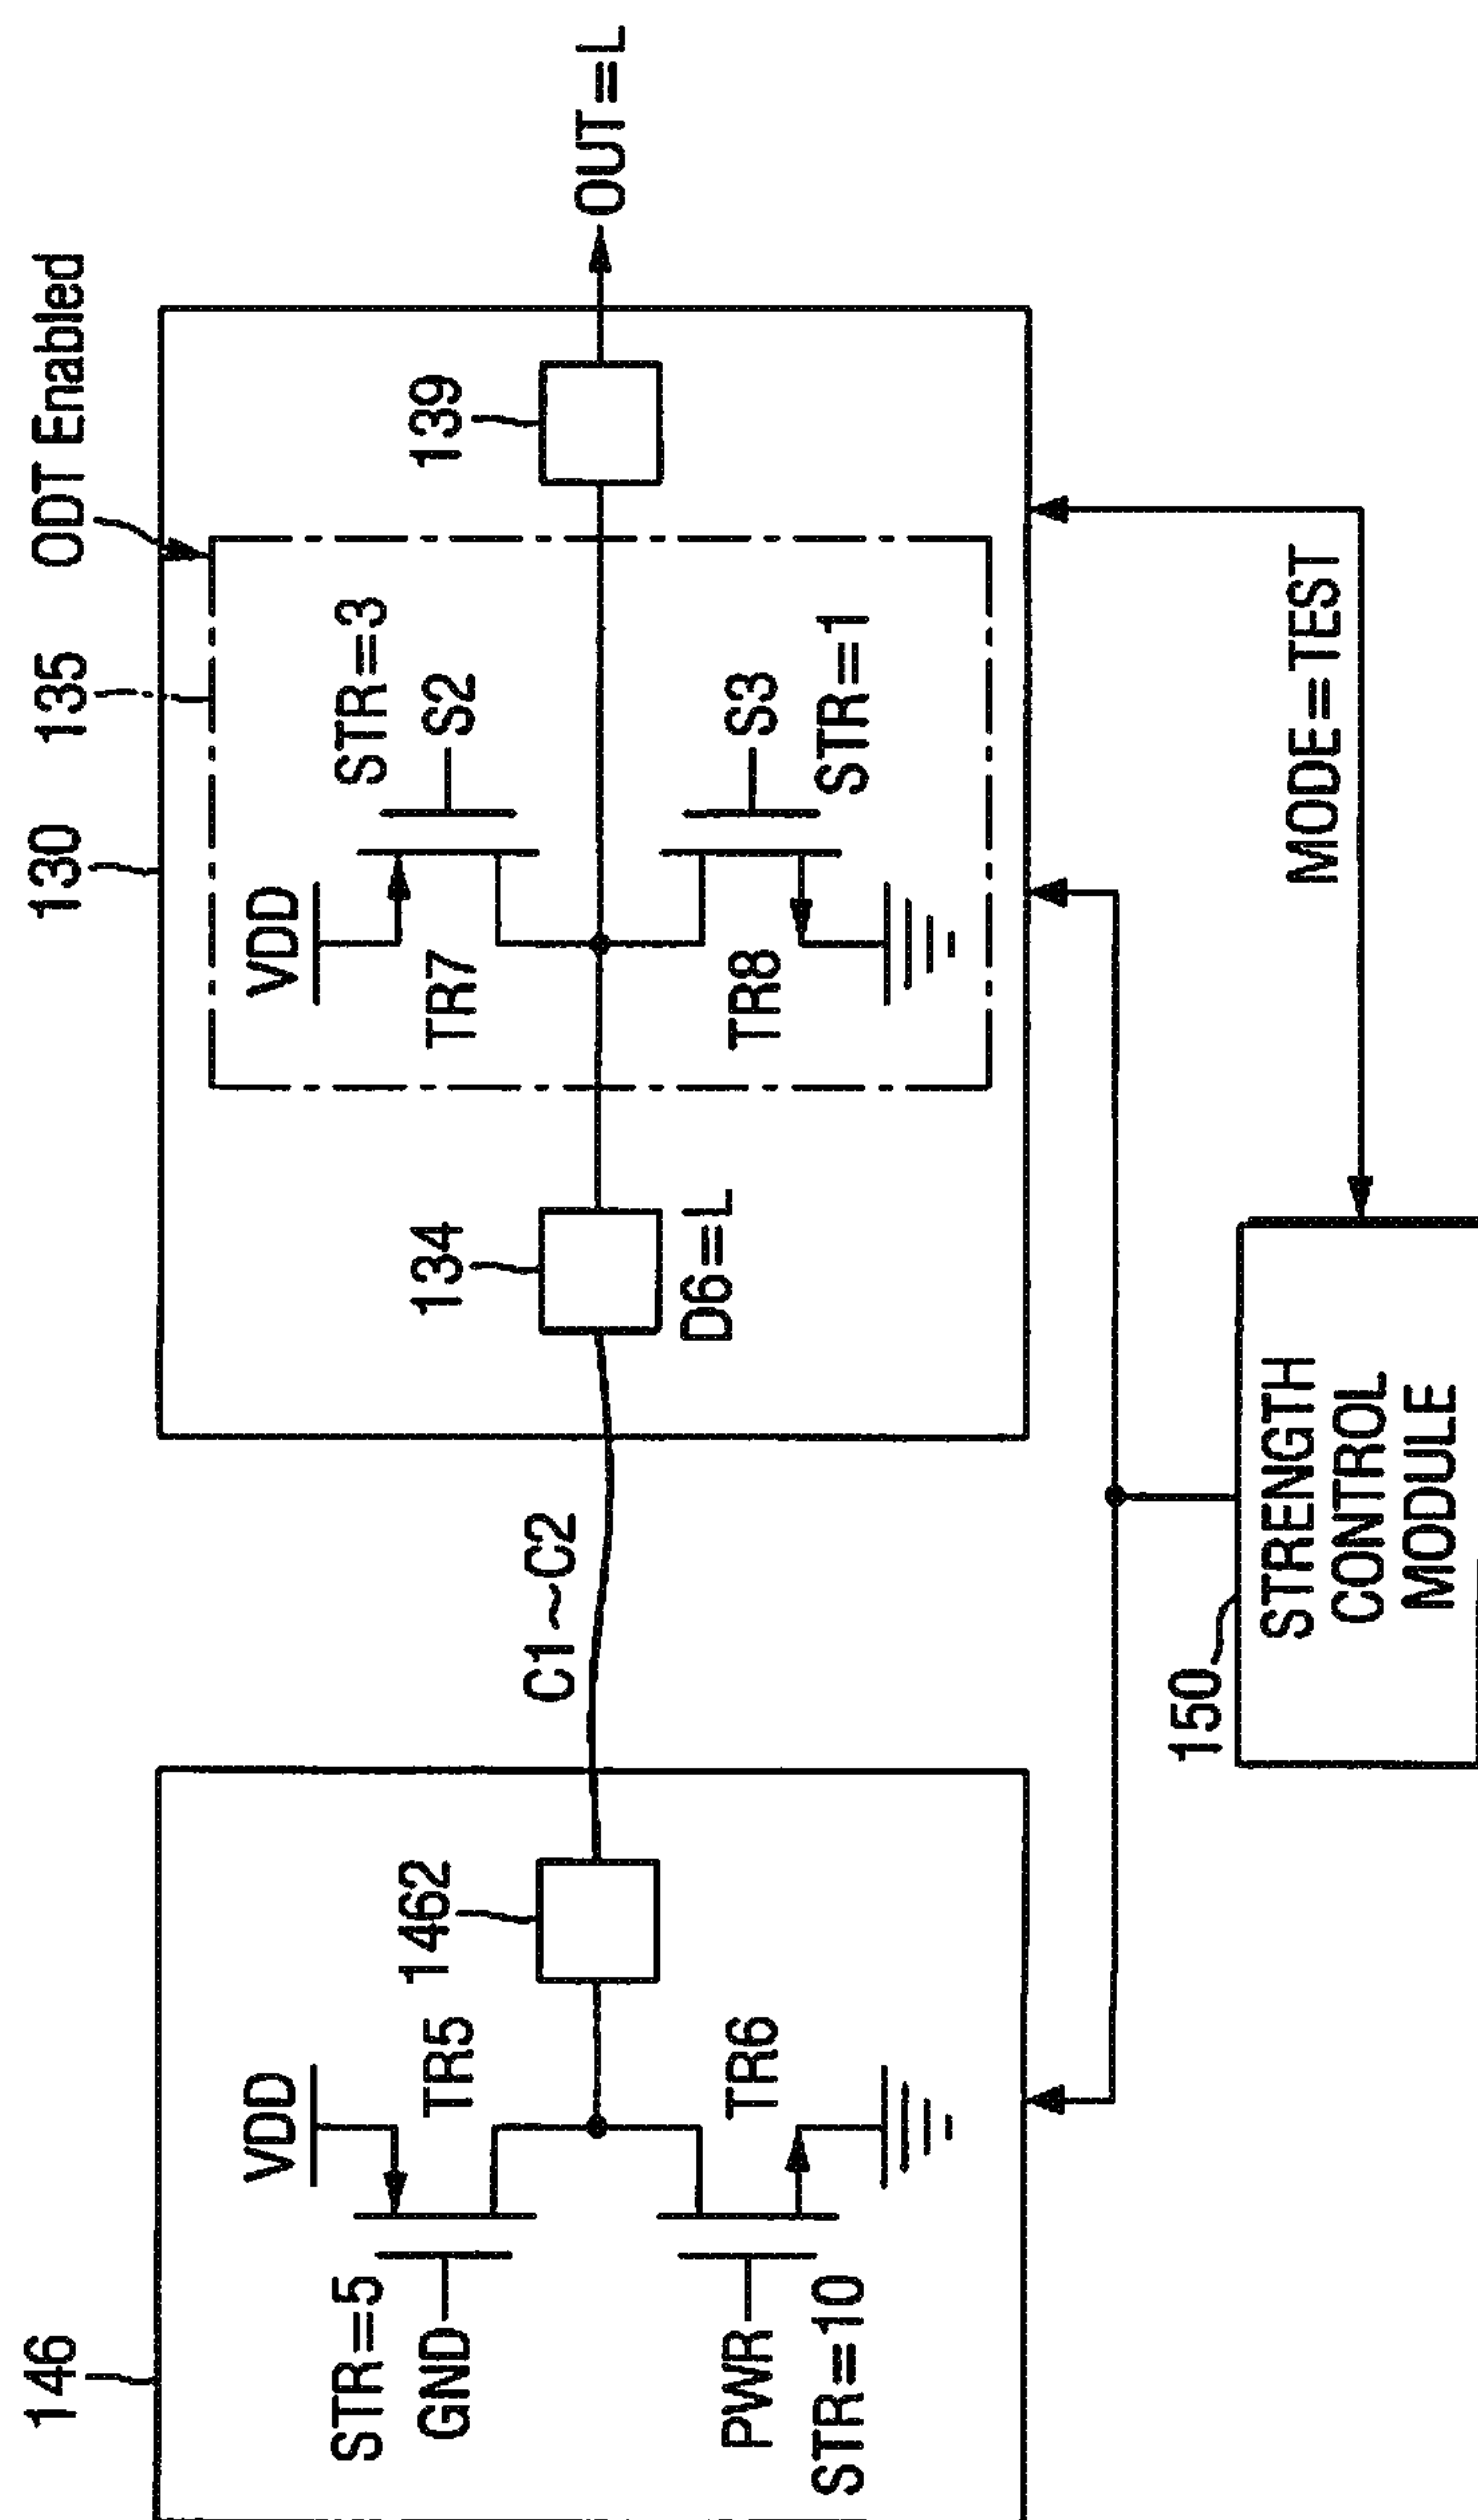 146
130
135
ODT Enabled
VDD
VDD
STR=5
GND
TR5
1462
134
TR7
STR=3
S2
139
C1~C2
OUT=L
D6=L
PWR
STR=10
TR6
TR8
S3
STR=1
150
STRENGTH
CONTROL
MODULE
MODE=TEST